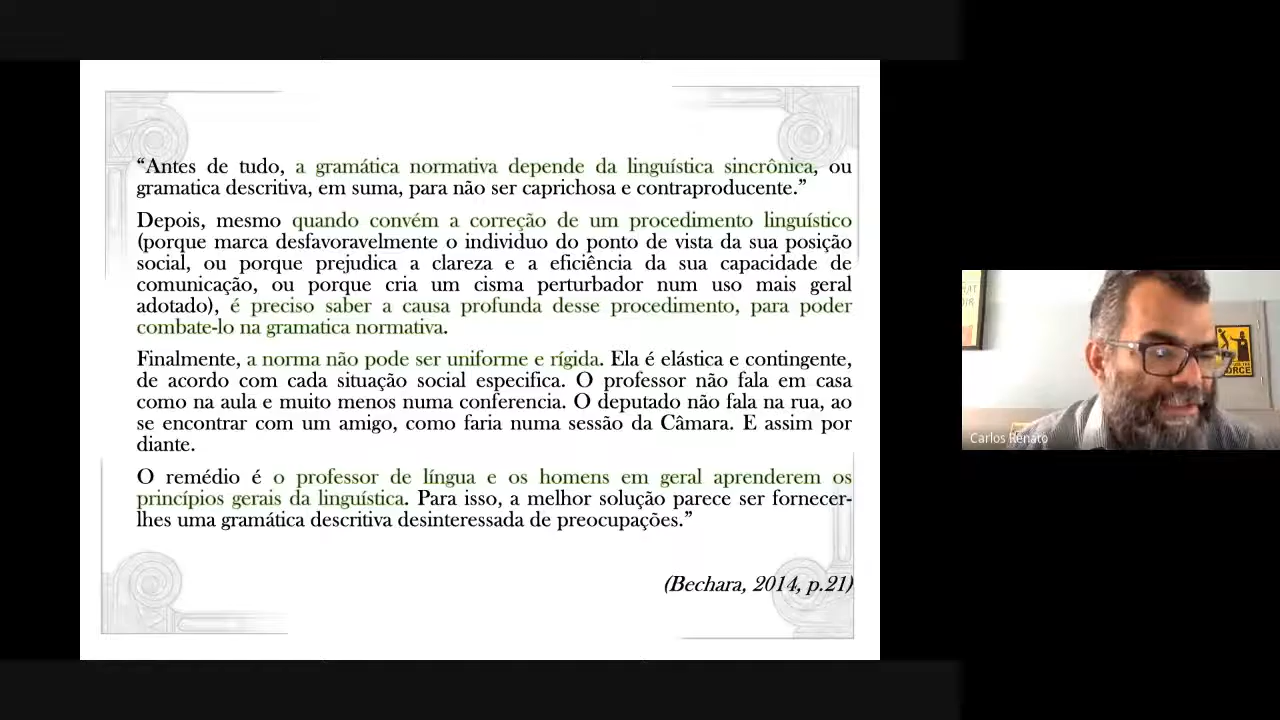 “Antes de tudo, a gramática normativa depende da linguística sincrônica, ou
gramatica descritiva, em suma, para não ser caprichosa e contraproducente.”
Depois, mesmo quando convém a correção de um procedimento linguístico
(porque marca desfavoravelmente o individuo do ponto de vista da sua posição
social, ou porque prejudica a clareza e a eficiência da sua capacidade de
comunicação, ou porque cria um cisma perturbador num uso mais geral
adotado), é preciso saber a causa profunda desse procedimento, para poder
combate-lo na gramatica normativa.
Finalmente, a norma não pode ser uniforme e rígida. Ela é elástica e contingente,
de acordo com cada situação social especifica. O professor não fala em casa
como na aula e muito menos numa conferencia. O deputado não fala na rua, ao
se encontrar com um amigo, como faria numa sessão da Câmara. E assim por
diante.
O remédio é o professor de língua e os homens em geral aprenderem os
princípios gerais da linguística. Para isso, a melhor solução parece ser fornecer-
lhes uma gramática descritiva desinteressada de preocupações.”
(Bechara, 2014, p.21)
Carlos Renato